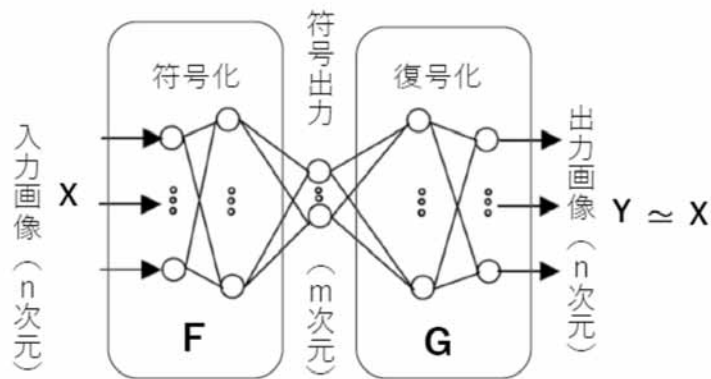 符号化
符号出力
復号化
入力画像(n次元)
X
(m次元)
出力画像(n次元)
Y ≃ X
F
G